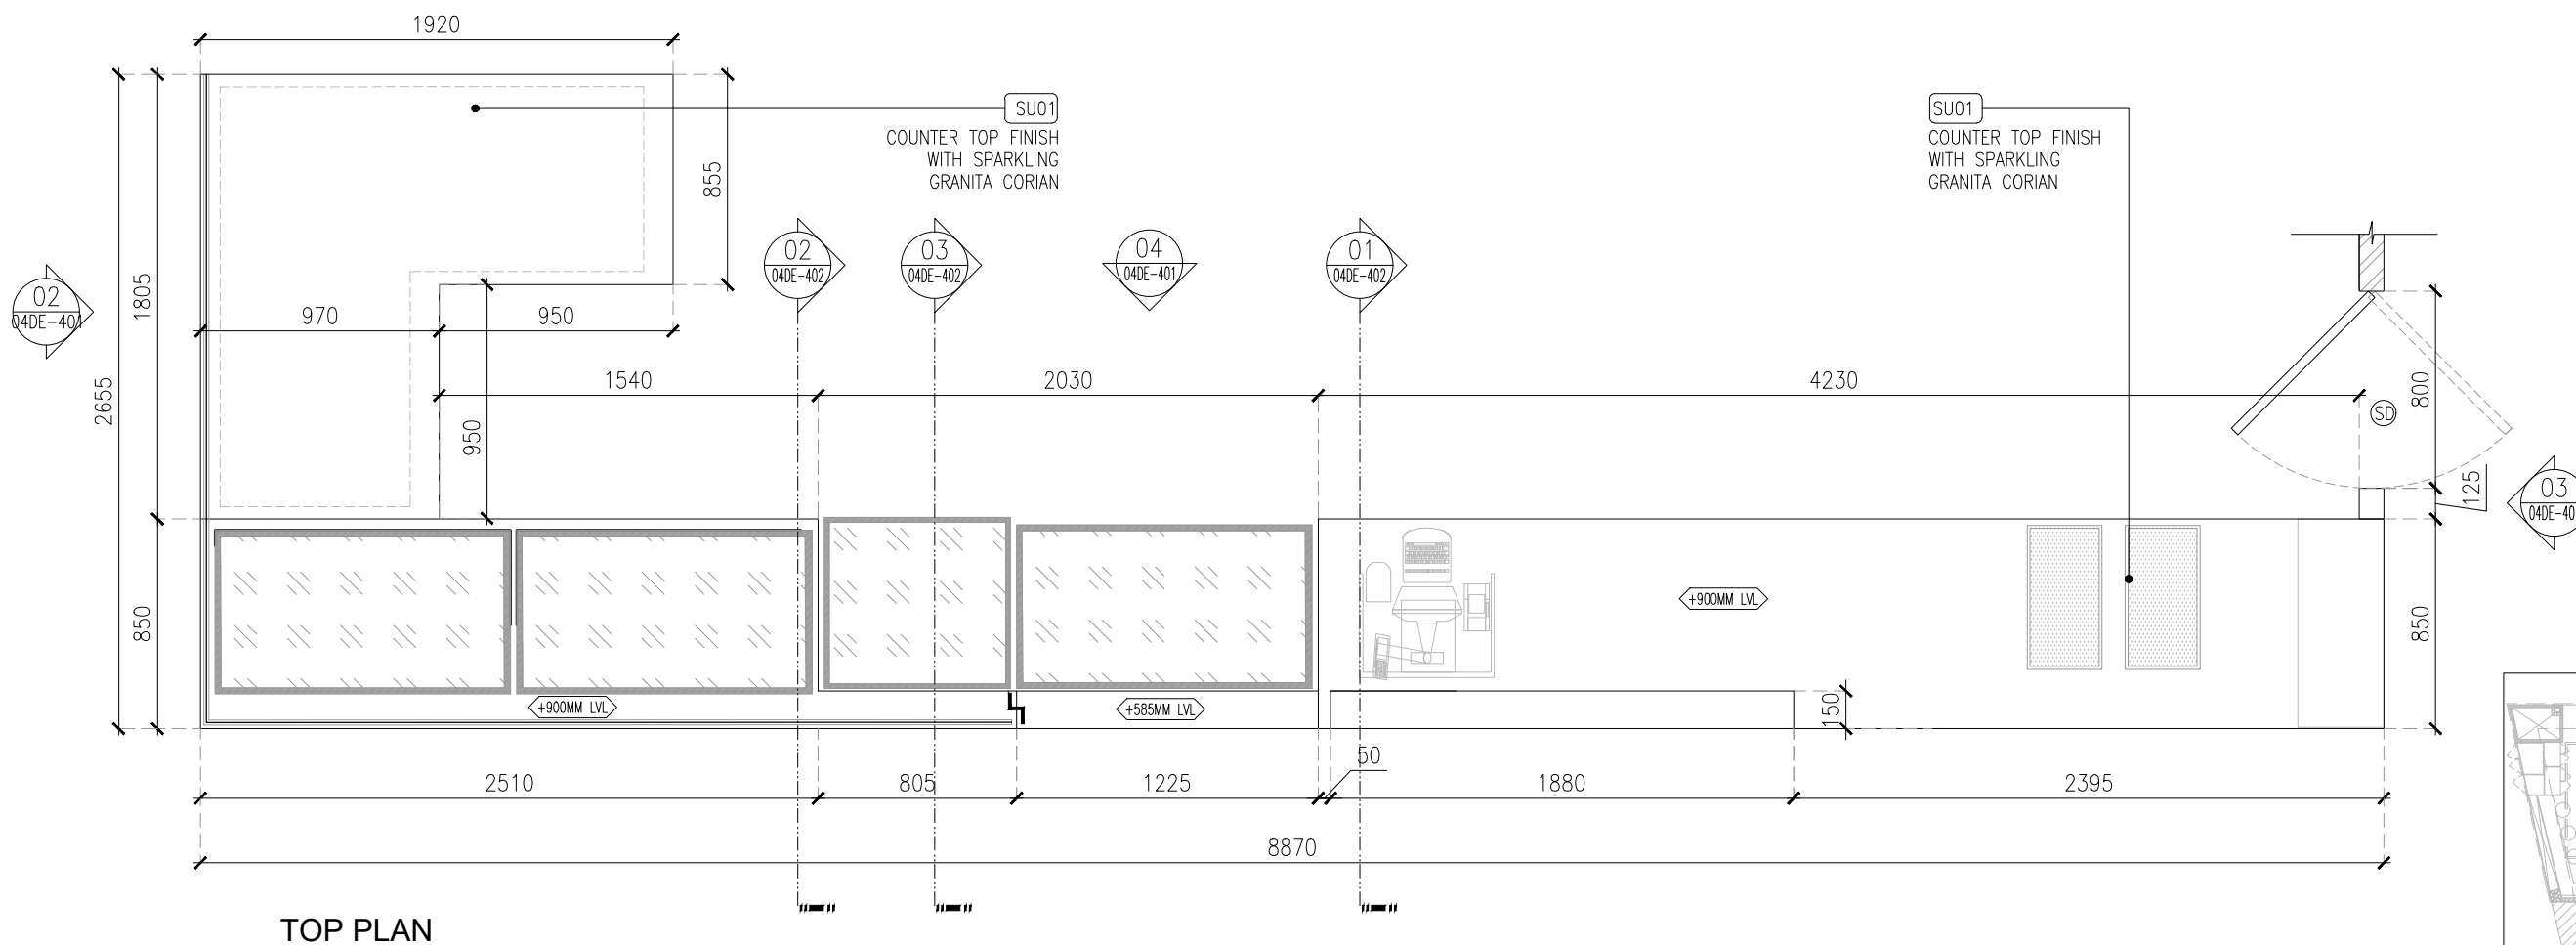 1920
SU01
COUNTER TOP FINISH
WITH SPARKLING
GRANITA CORIAN
SU01
COUNTER TOP FINISH
WITH SPARKLING
GRANITA CORIAN
855
02
04DE-402
03
04DE-402
04
04DE-401
01
04DE-402
02
04DE-401
1805
970
950
2655
1540
2030
4230
800
SD
950
125
03
04DE-40
850
+900MM LVL
850
+900MM LVL
+585MM LVL
150
50
2510
805
1225
1880
2395
8870
TOP PLAN